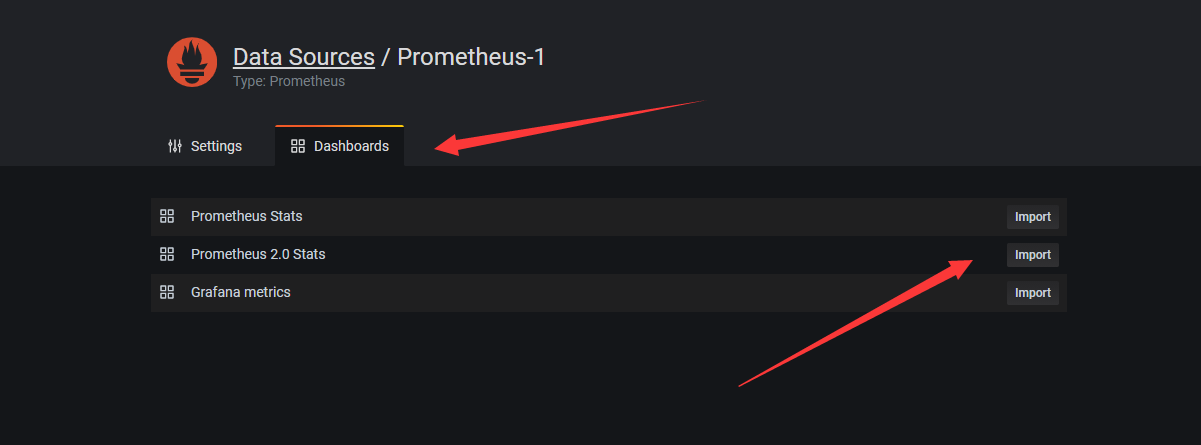 Data Sources / Prometheus-1
Type: Prometheus
Settings Dashboards
Prometheus Stats Import
Prometheus 2.0 Stats Import
Grafana metrics Import